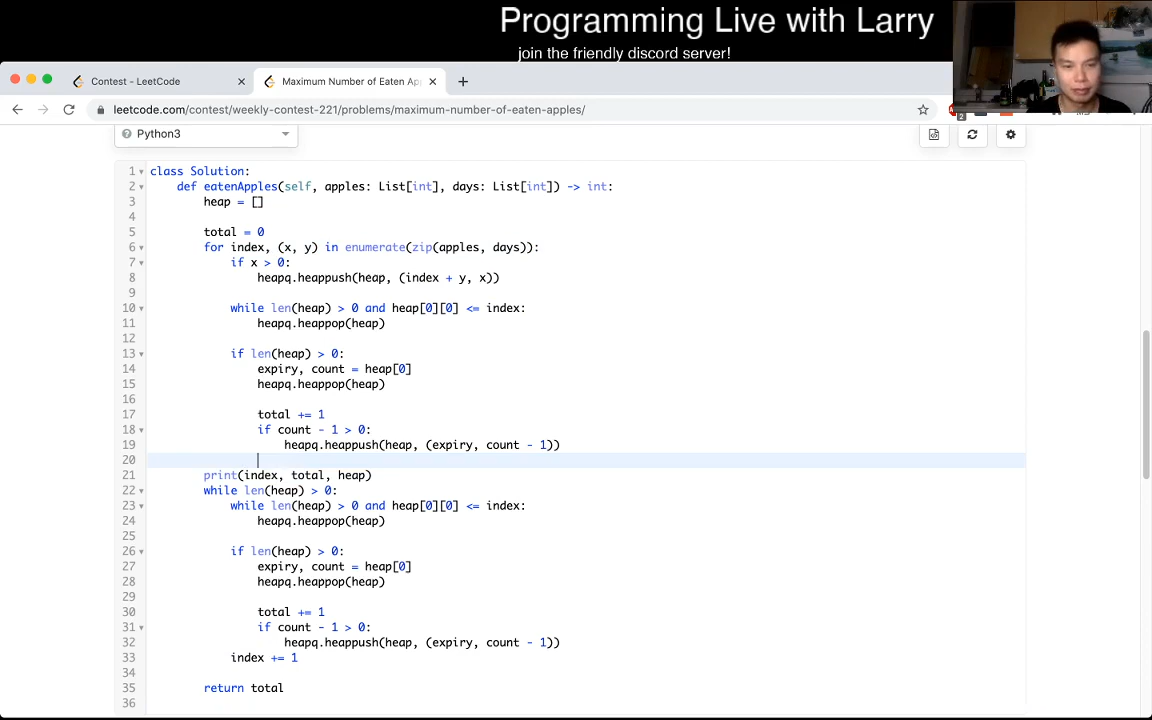 Programming Live with Larry
join the friendly discord server!
Contest - LeetCode
Maximum Number of Eaten Ap
leetcode.com/contest/weekly-contest-221/problems/maximum-number-of-eaten-apples/
2
Python3
1 class Solution:
2 def eatenApples(self, apples: List[int], days: List[int]) -> int:
3 heap = []
4
5 total = 0
6 for index, (x, y) in enumerate(zip(apples, days)):
7 if x > 0:
8 heapq.heappush(heap, (index + y, x))
9
10 while len(heap) > 0 and heap[0][0] <= index:
11 heapq.heappop(heap)
12
13 if len(heap) > 0:
14 expiry, count = heap[0]
15 heapq.heappop(heap)
16
17 total += 1
18 if count - 1 > 0:
19 heapq.heappush(heap, (expiry, count - 1))
20
21 print(index, total, heap)
22 while len(heap) > 0:
23 while len(heap) > 0 and heap[0][0] <= index:
24 heapq.heappop(heap)
25
26 if len(heap) > 0:
27 expiry, count = heap[0]
28 heapq.heappop(heap)
29
30 total += 1
31 if count - 1 > 0:
32 heapq.heappush(heap, (expiry, count - 1))
33 index += 1
34
35 return total
36